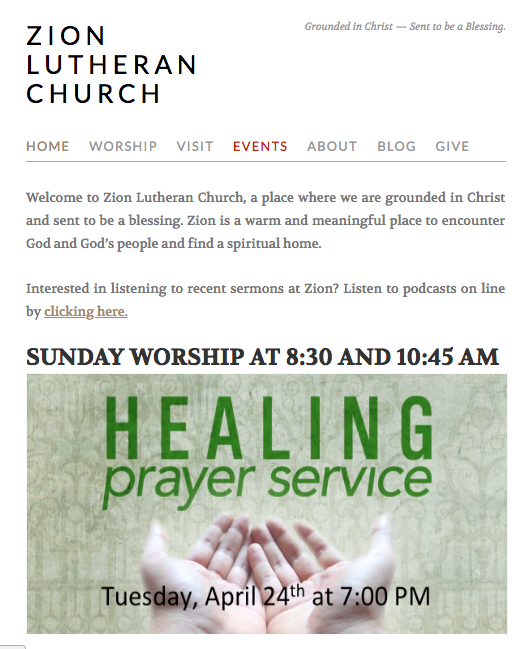 ZION
LUTHERAN
CHURCH
Grounded in Christ — Sent to be a Blessing.
HOME WORSHIP VISIT EVENTS ABOUT BLOG GIVE
Welcome to Zion Lutheran Church, a place where we are grounded in Christ
and sent to be a blessing. Zion is a warm and meaningful place to encounter
God and God’s people and find a spiritual home.
Interested in listening to recent sermons at Zion? Listen to podcasts on line
by clicking here.
SUNDAY WORSHIP AT 8:30 AND 10:45 AM
HEALING
prayer service
Tuesday, April 24th at 7:00 PM